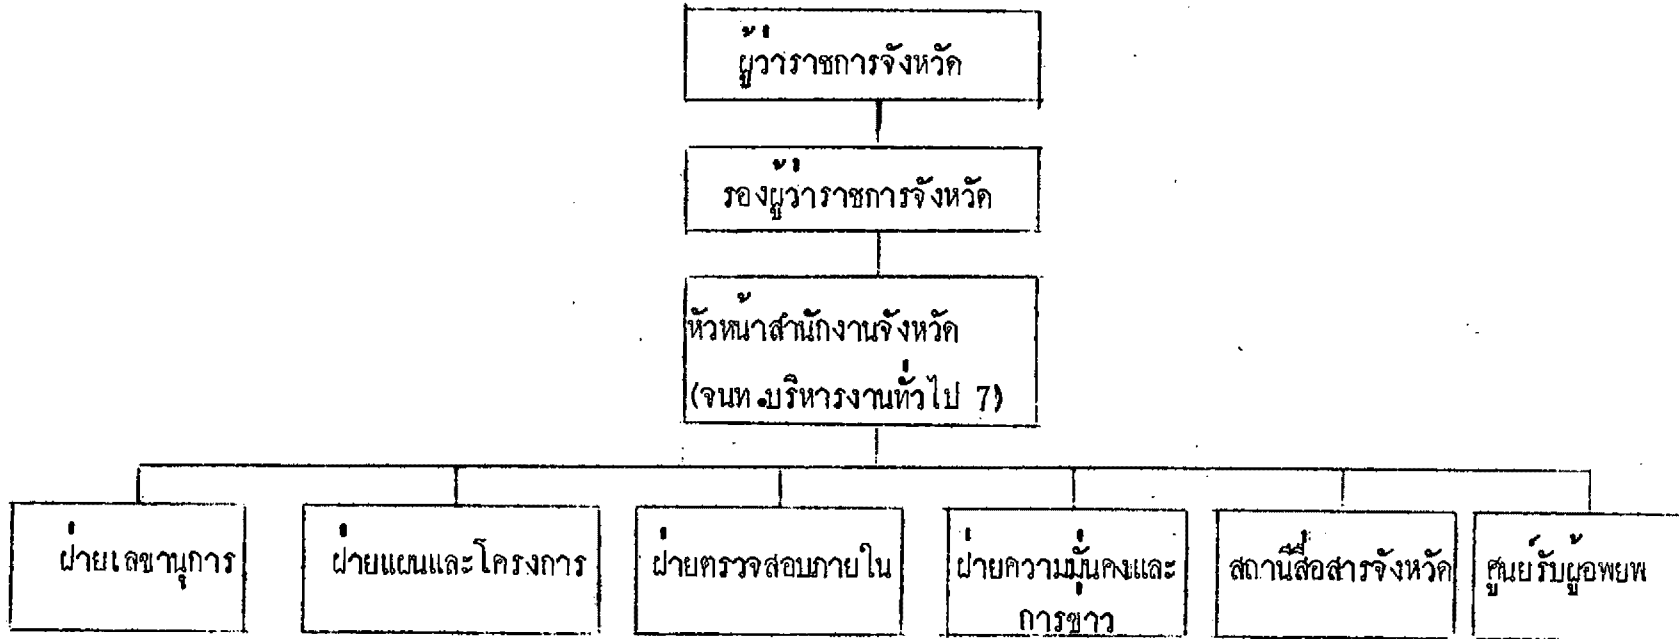 ผู้ว่าราชการจังหวัด
รองผู้ว่าราชการจังหวัด
หัวหน้าสำนักงานจังหวัด
(จนท.บริหารงานทั่วไป 7)
ฝ่ายเลขานุการ
ฝ่ายแผนและโครงการ
ฝ่ายตรวจสอบภายใน
ฝ่ายความมั่นคงและ
การข่าว
สถานีสื่อสารจังหวัด
ศูนย์รับผู้อพยพ